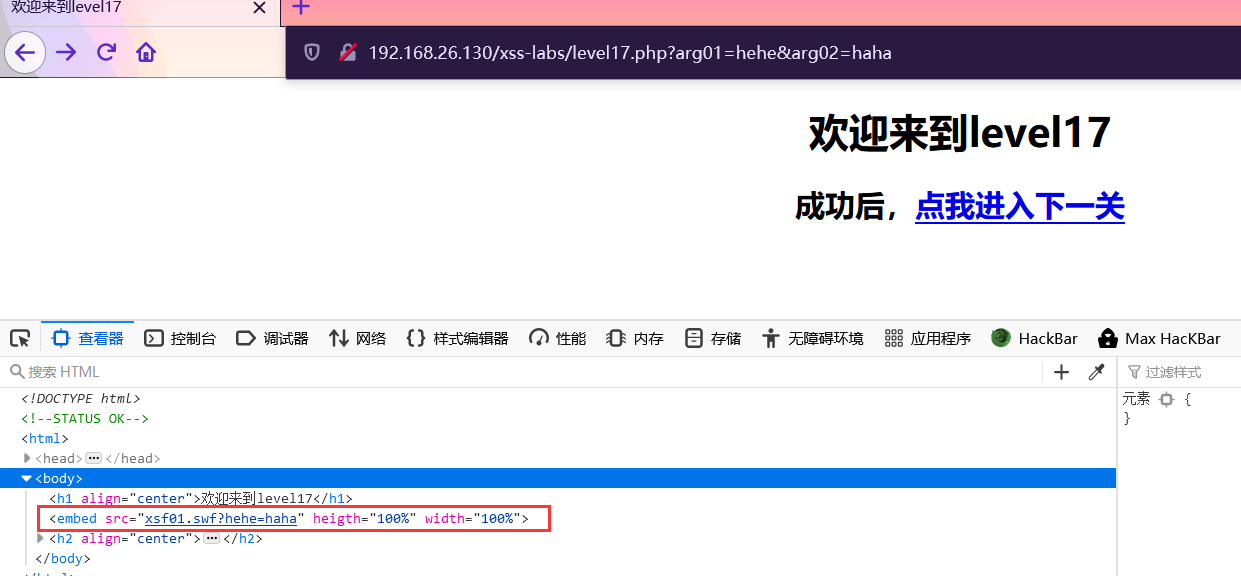 欢迎来到level17
192.168.26.130/xss-labs/level17.php?arg01=hehe&arg02=haha
欢迎来到level17
成功后，点我进入下一关
查看器 控制台 调试器 网络 样式编辑器 性能 内存 存储 无障碍环境 应用程序 HackBar Max HacKBar
搜索 HTML 过滤样式
<!DOCTYPE html> 元素 {
<!--STATUS OK--> }
<html>
<head> ••• </head>
<body>
<h1 align="center">欢迎来到level17</h1>
<embed src="xsf01.swf?hehe=haha" heigth="100%" width="100%">
<h2 align="center"> ••• </h2>
</body>